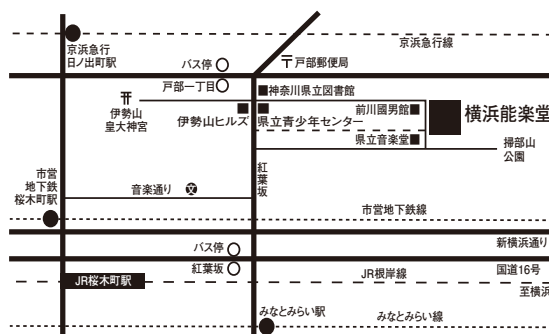 京浜急行線
京浜急行
日ノ出町駅
バス停
〒戸部郵便局
戸部一丁目
神奈川県立図書館
伊勢山
皇大神宮
伊勢山ヒルズ
県立青少年センター
前川國男館
横浜能楽堂
県立音楽堂
掃部山
公園
市営
地下鉄
桜木町駅
紅葉坂
音楽通り
文
市営地下鉄線
バス停
新横浜通り
紅葉坂
JR桜木町駅
JR根岸線
国道16号
至横浜
みなとみらい駅
みなとみらい線